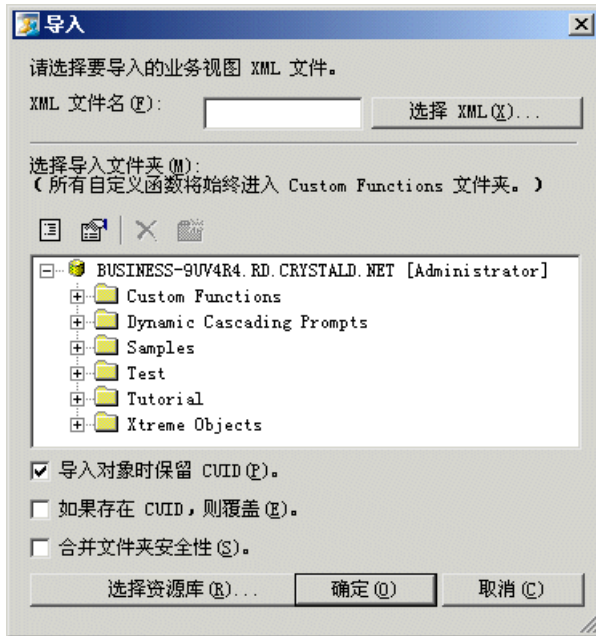 导入
请选择要导入的业务视图 XML 文件。
XML 文件名(F):
选择 XML(X)...
选择导入文件夹(M):
(所有自定义函数将始终进入 Custom Functions 文件夹。)
BUSINESS-9UV4R4.RD.CRYSTALD.NET [Administrator]
Custom Functions
Dynamic Cascading Prompts
Samples
Test
Tutorial
Xtreme Objects
导入对象时保留 CUID(P)。
如果存在 CUID,则覆盖(E)。
合并文件夹安全性(S)。
选择资源库(R)... 确定(O) 取消(C)